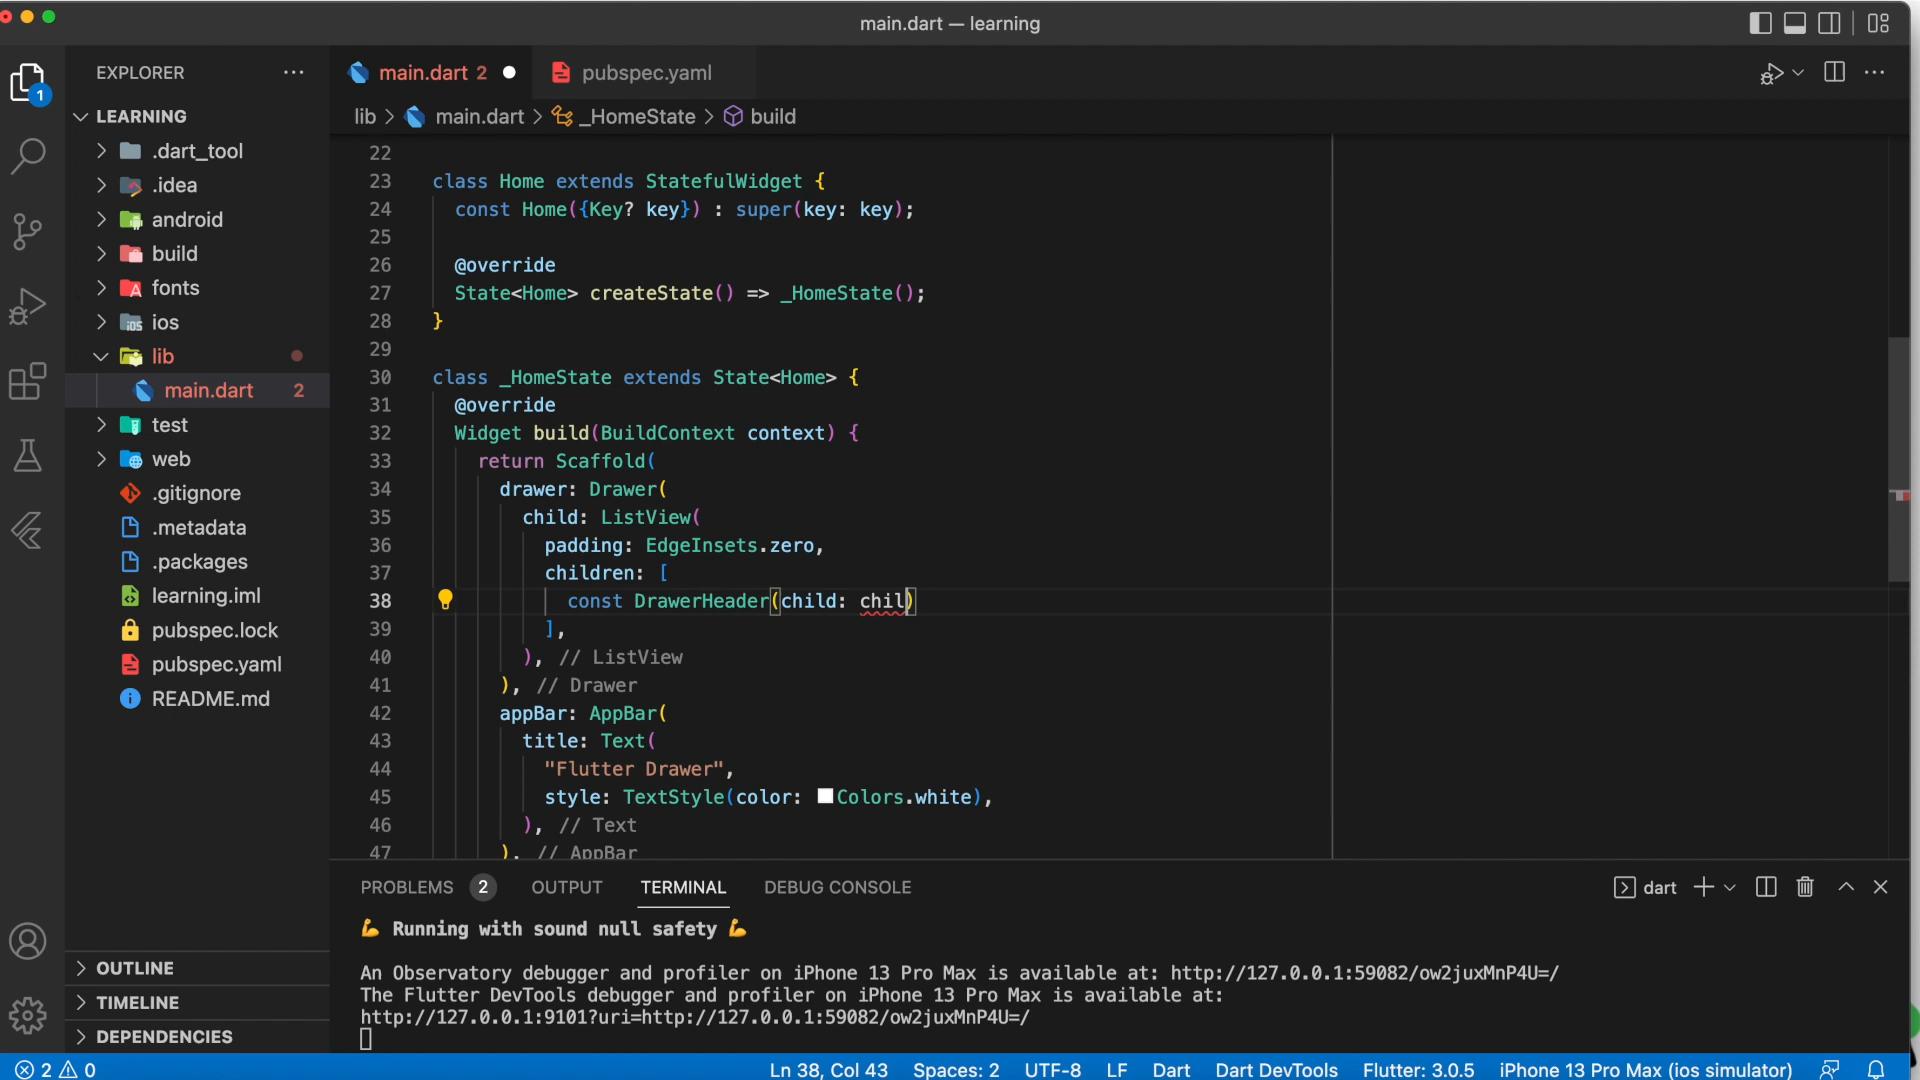 main.dart — learning
EXPLORER
main.dart 2
pubspec.yaml
1
LEARNING
lib > main.dart > _HomeState > build
.dart_tool
.idea
android
build
fonts
ios
lib
main.dart 2
test
web
.gitignore
.metadata
.packages
learning.iml
pubspec.lock
pubspec.yaml
README.md
OUTLINE
TIMELINE
DEPENDENCIES
22
23 class Home extends StatefulWidget {
24 const Home({Key? key}) : super(key: key);
25
26 @override
27 State<Home> createState() => _HomeState();
28 }
29
30 class _HomeState extends State<Home> {
31 @override
32 Widget build(BuildContext context) {
33 return Scaffold(
34 drawer: Drawer(
35 child: ListView(
36 padding: EdgeInsets.zero,
37 children: [
38 const DrawerHeader(child: chil)
39 ],
40 ), // ListView
41 ), // Drawer
42 appBar: AppBar(
43 title: Text(
44 "Flutter Drawer",
45 style: TextStyle(color: Colors.white),
46 ), // Text
47 ), // AppBar
PROBLEMS 2 OUTPUT TERMINAL DEBUG CONSOLE
dart
💪 Running with sound null safety 💪
An Observatory debugger and profiler on iPhone 13 Pro Max is available at: http://127.0.0.1:59082/ow2juxMnP4U=/
The Flutter DevTools debugger and profiler on iPhone 13 Pro Max is available at:
http://127.0.0.1:9101?uri=http://127.0.0.1:59082/ow2juxMnP4U=/
2 0 Ln 38, Col 43 Spaces: 2 UTF-8 LF Dart Dart DevTools Flutter: 3.0.5 iPhone 13 Pro Max (ios simulator)